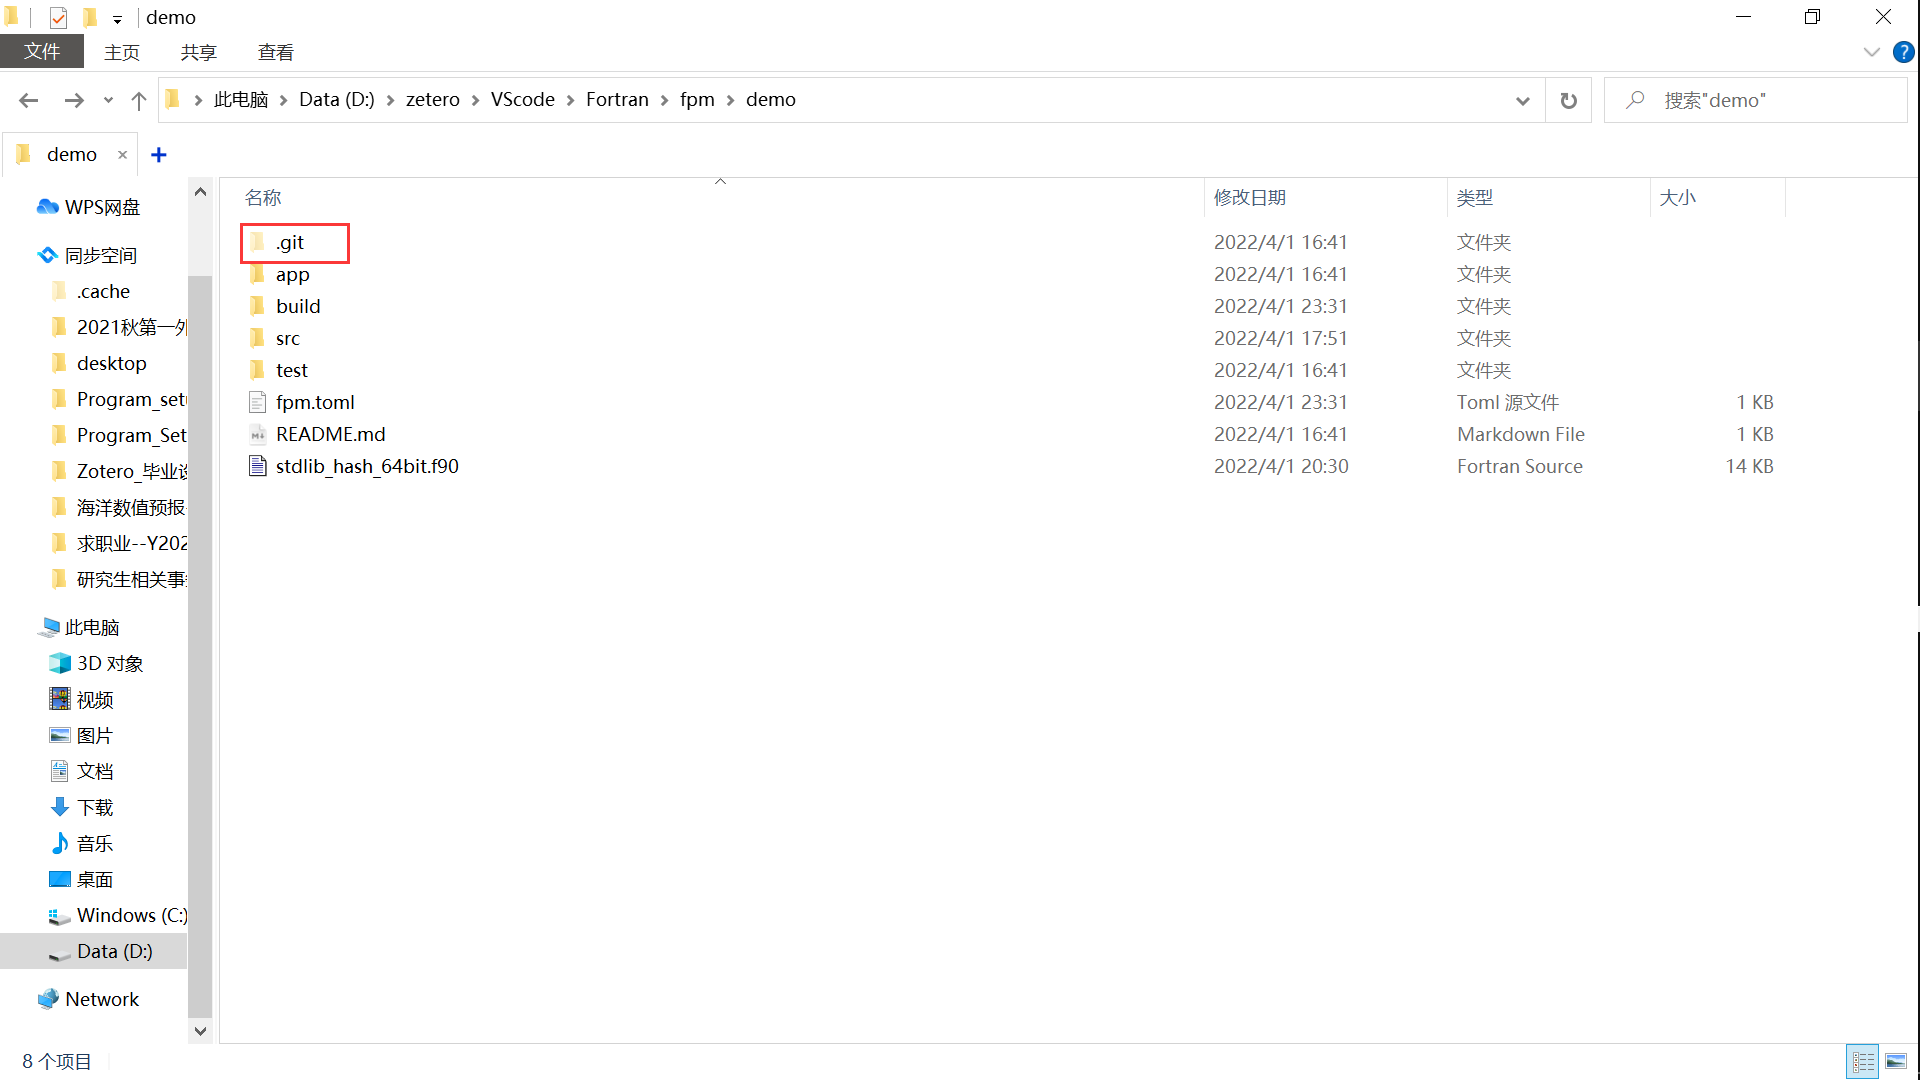 demo
文件 主页 共享 查看
此电脑 Data (D:) zetero VScode Fortran fpm demo
搜索"demo"
demo
WPS网盘
同步空间
.cache
2021秋第一外
desktop
Program_set
Program_Set
Zotero_毕业设
海洋数值预报
求职业--Y202
研究生相关事
此电脑
3D 对象
视频
图片
文档
下载
音乐
桌面
Windows (C:)
Data (D:)
Network
名称 修改日期 类型 大小
.git 2022/4/1 16:41 文件夹
app 2022/4/1 16:41 文件夹
build 2022/4/1 23:31 文件夹
src 2022/4/1 17:51 文件夹
test 2022/4/1 16:41 文件夹
fpm.toml 2022/4/1 23:31 Toml 源文件 1 KB
README.md 2022/4/1 16:41 Markdown File 1 KB
stdlib_hash_64bit.f90 2022/4/1 20:30 Fortran Source 14 KB
8 个项目